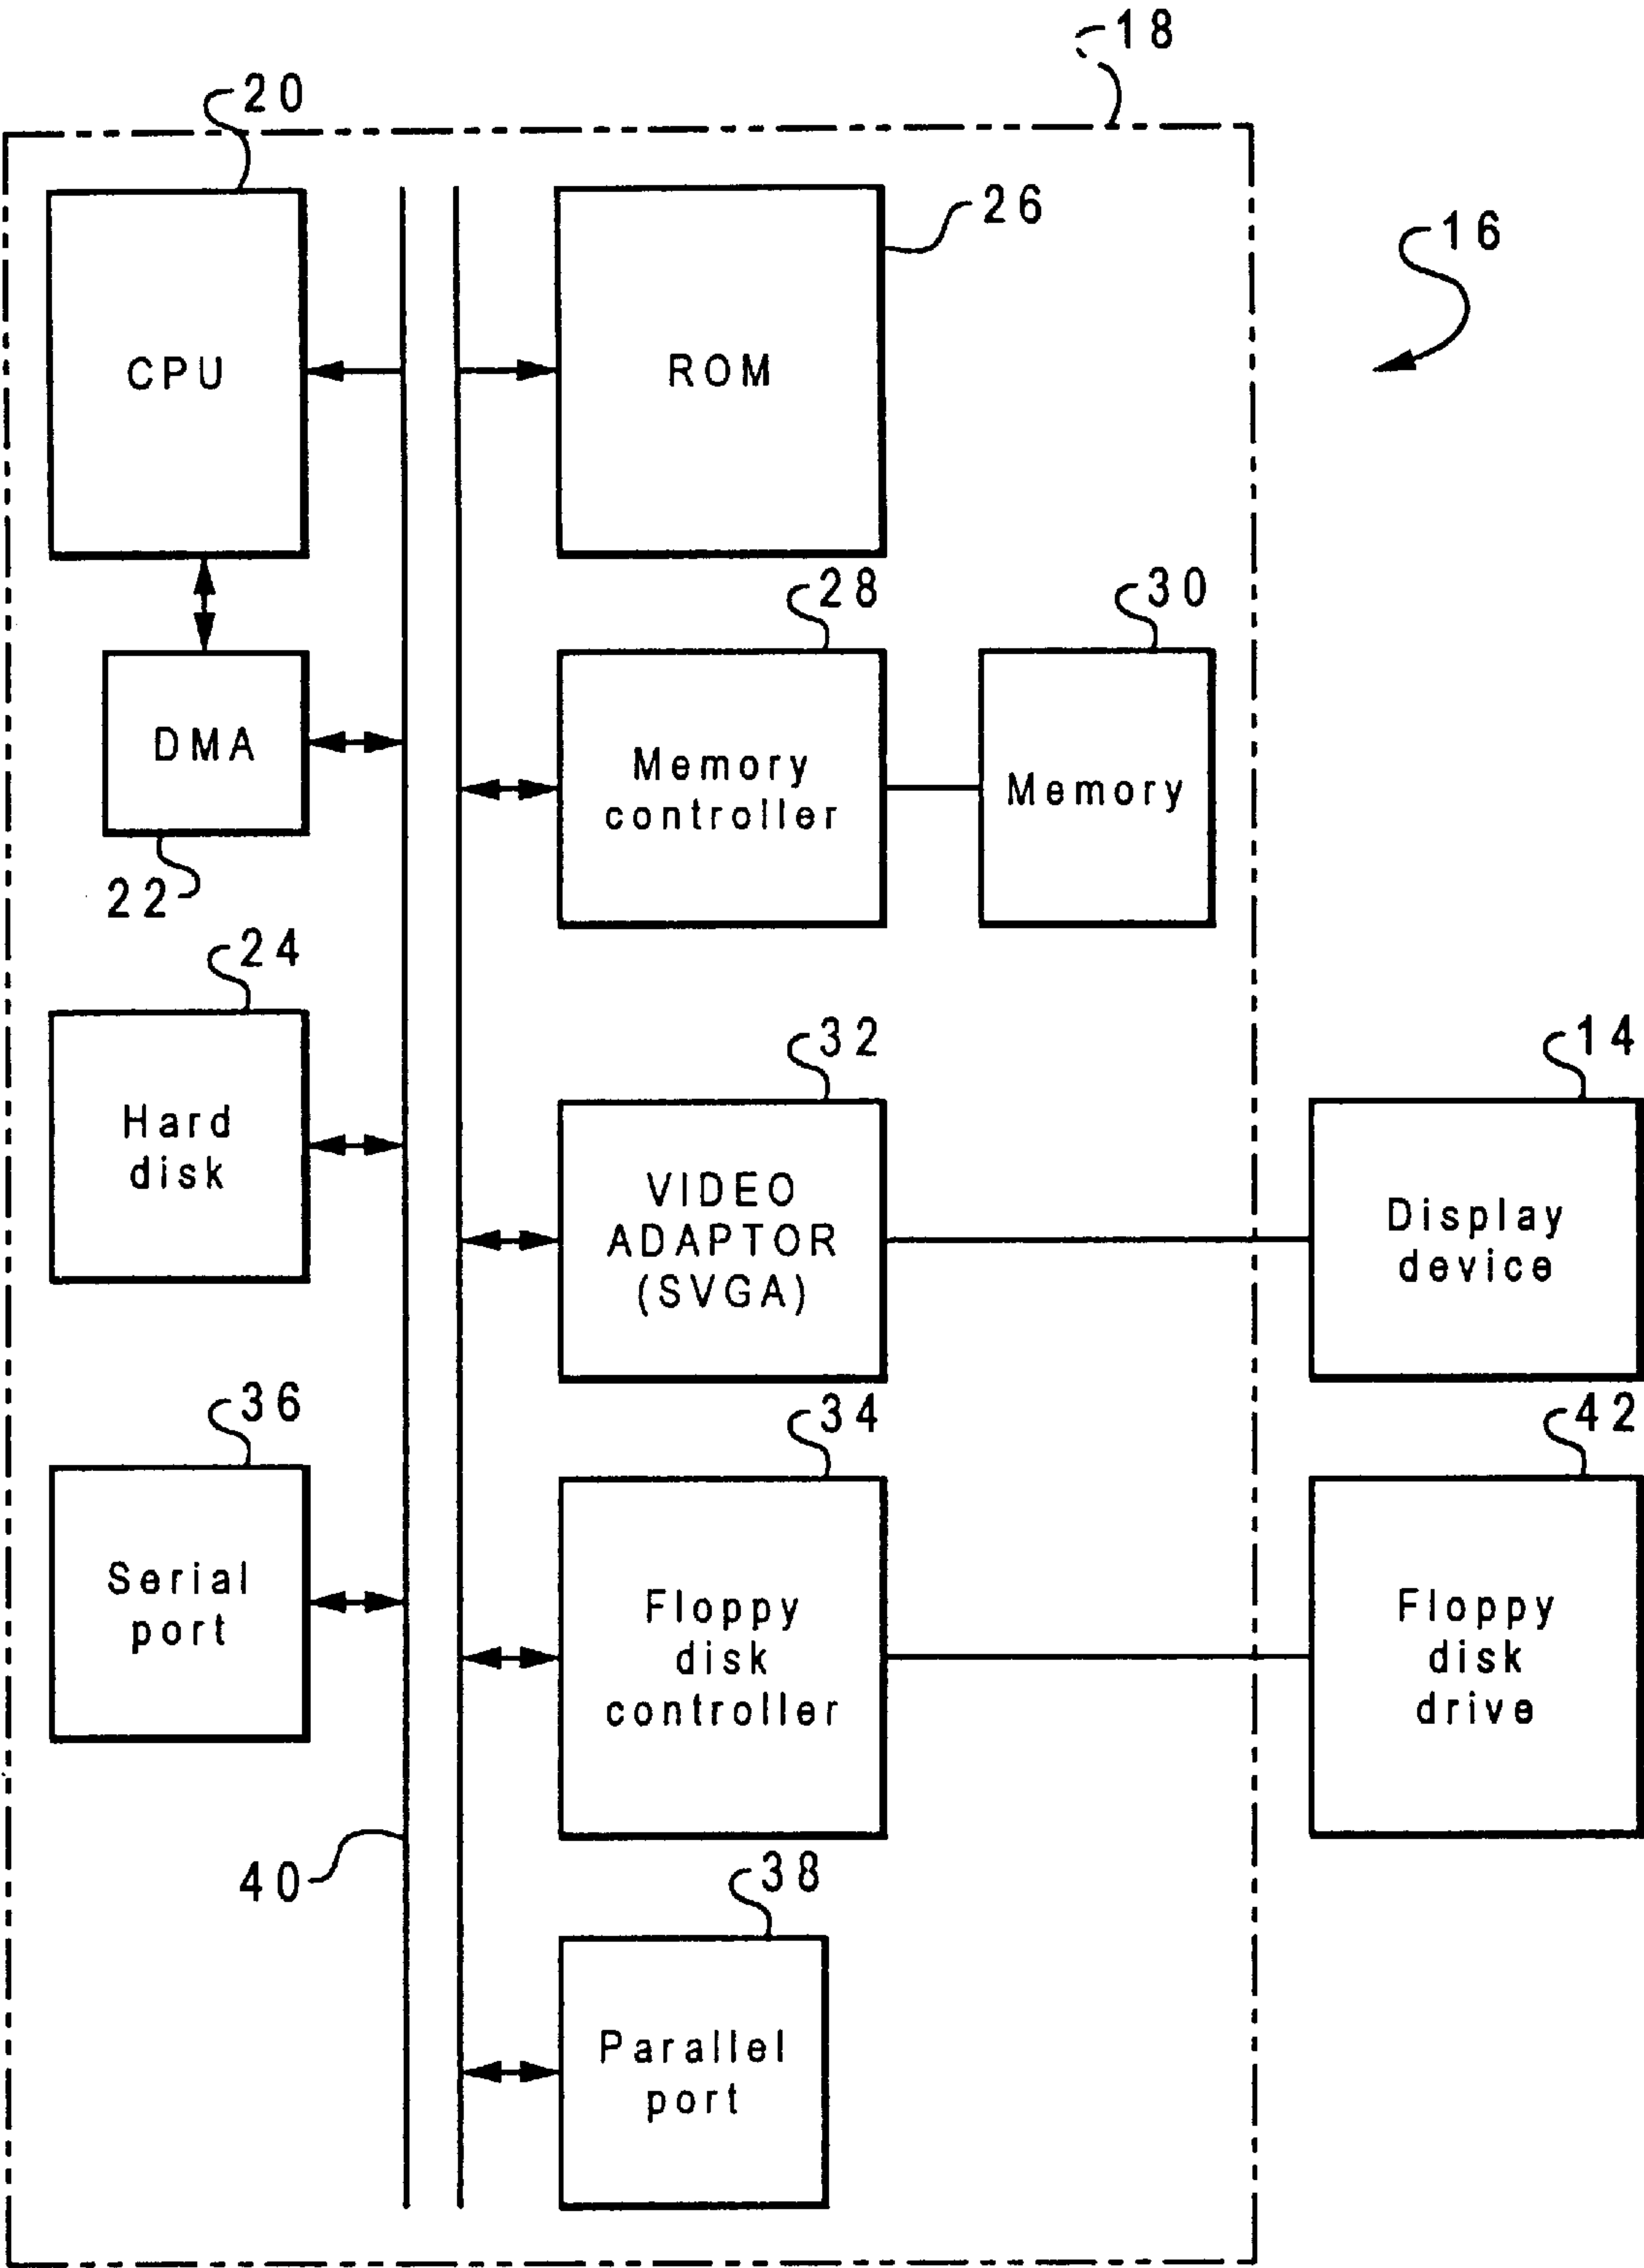 18
20
26
16
CPU
ROM
28
30
DMA
Memory
controller
Memory
22
24
32
14
Hard
disk
VIDEO
ADAPTOR
(SVGA)
Display
device
36
34
42
Serial
port
Floppy
disk
controller
Floppy
disk
drive
40
38
Parallel
port